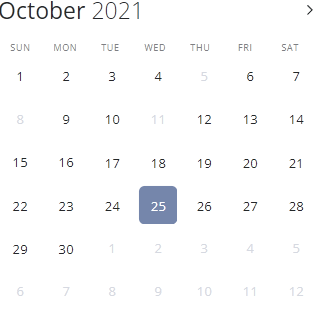 October 2021
SUN MON TUE WED THU FRI SAT
1 2 3 4 5 6 7
8 9 10 11 12 13 14
15 16 17 18 19 20 21
22 23 24 25 26 27 28
29 30 1 2 3 4 5
6 7 8 9 10 11 12